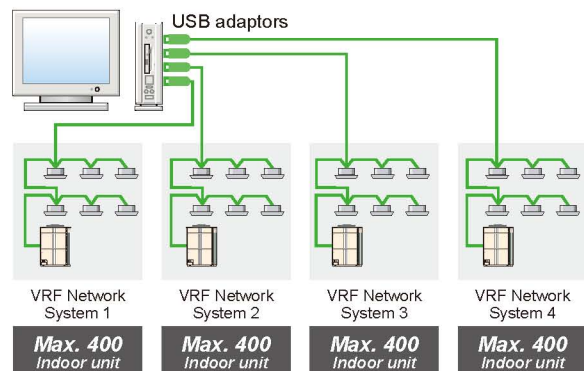 USB adaptors
VRF Network
System 1
VRF Network
System 2
VRF Network
System 3
VRF Network
System 4
Max. 400
Indoor unit
Max. 400
Indoor unit
Max. 400
Indoor unit
Max. 400
Indoor unit